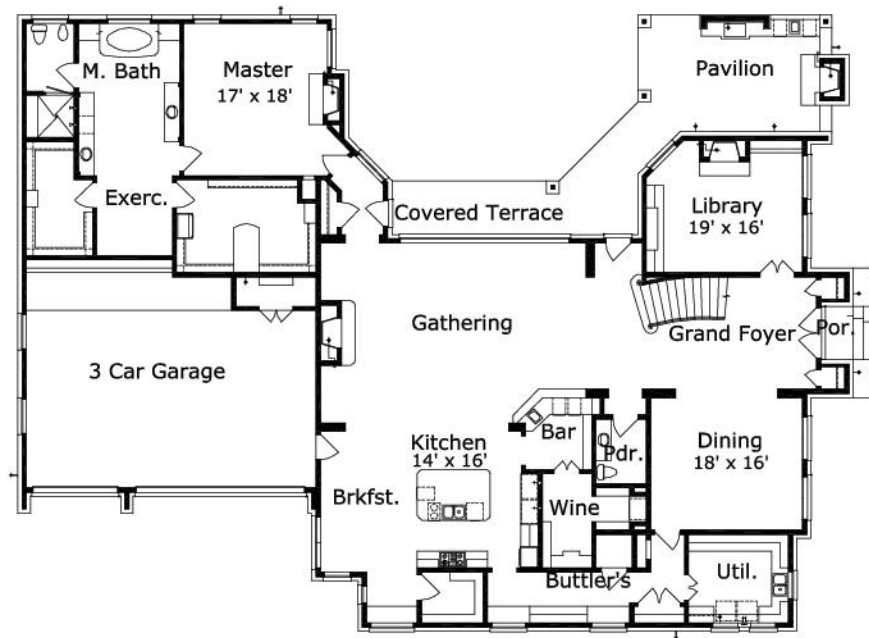 M. Bath
Master
17' x 18'
Pavilion
Exerc.
Covered Terrace
Library
19' x 16'
Gathering
Grand Foyer
Por.
3 Car Garage
Bar
Kitchen
14' x 16'
Pdr.
Dining
18' x 16'
Brkfst.
Wine
Buttler's
Util.